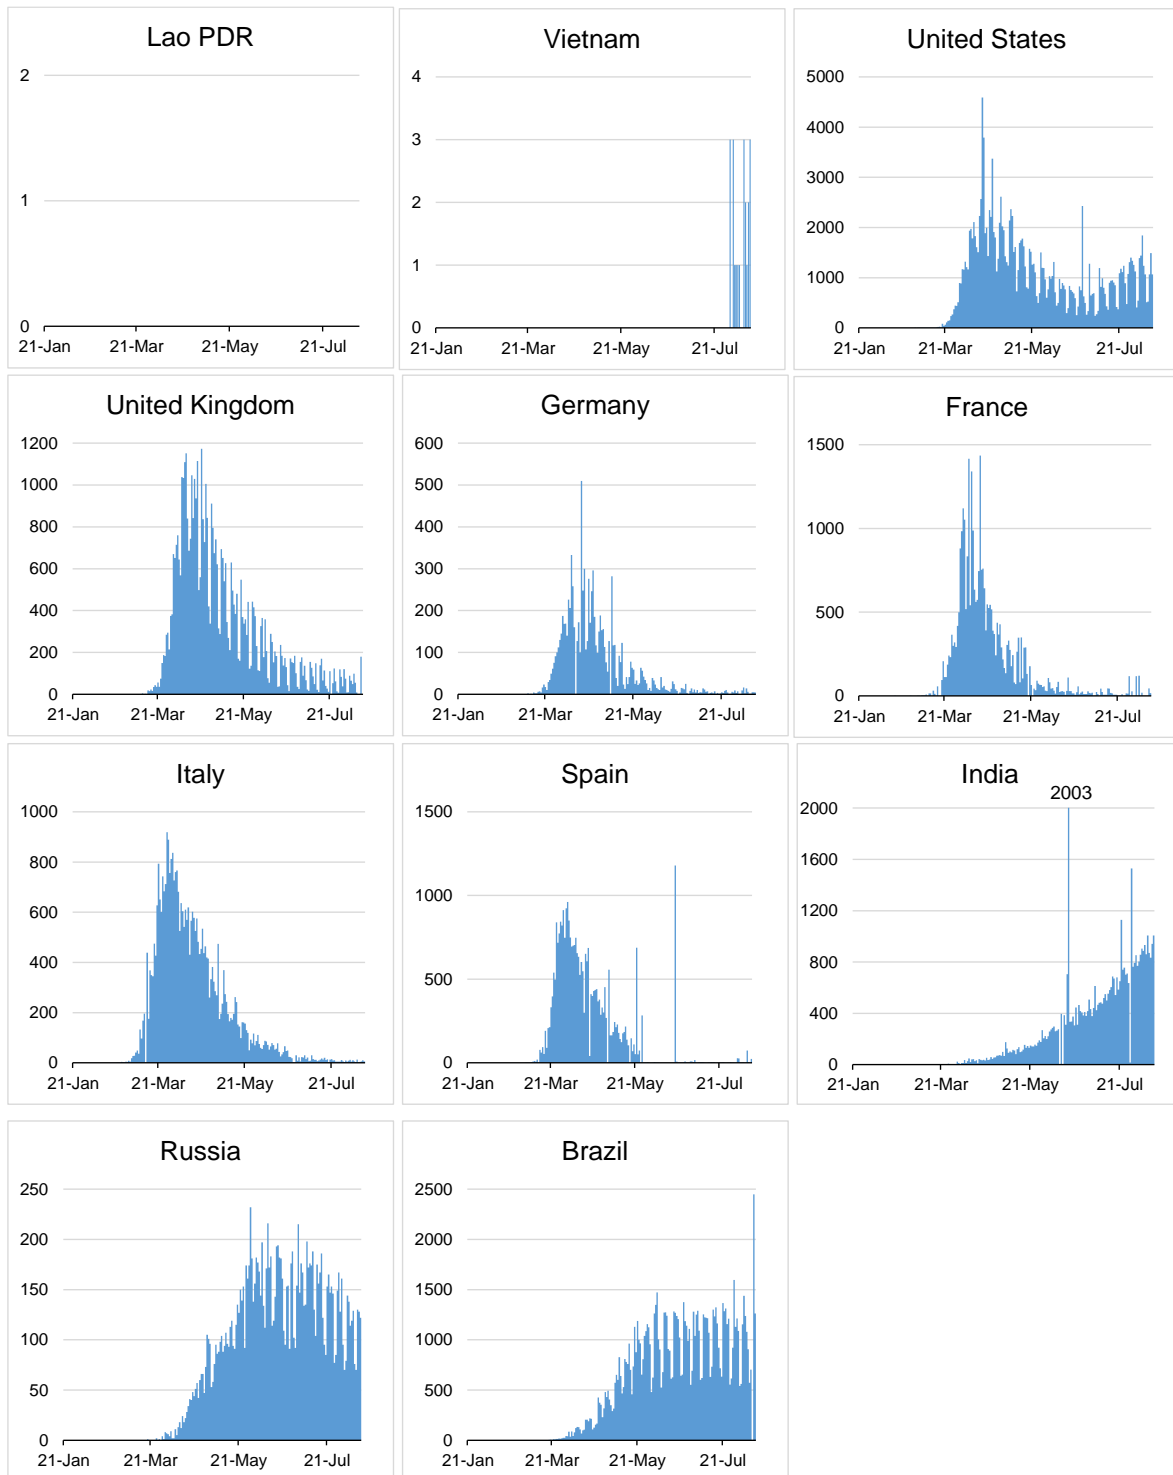 Lao PDR
2
1
0
21-Jan 21-Mar 21-May 21-Jul
Vietnam
4
3
2
1
0
21-Jan 21-Mar 21-May 21-Jul
United States
5000
4000
3000
2000
1000
0
21-Jan 21-Mar 21-May 21-Jul
United Kingdom
1200
1000
800
600
400
200
0
21-Jan 21-Mar 21-May 21-Jul
Germany
600
500
400
300
200
100
0
21-Jan 21-Mar 21-May 21-Jul
France
1500
1000
500
0
21-Jan 21-Mar 21-May 21-Jul
Italy
1000
800
600
400
200
0
21-Jan 21-Mar 21-May 21-Jul
Spain
1500
1000
500
0
21-Jan 21-Mar 21-May 21-Jul
India
2003
2000
1600
1200
800
400
0
21-Jan 21-Mar 21-May 21-Jul
Russia
250
200
150
100
50
0
21-Jan 21-Mar 21-May 21-Jul
Brazil
2500
2000
1500
1000
500
0
21-Jan 21-Mar 21-May 21-Jul